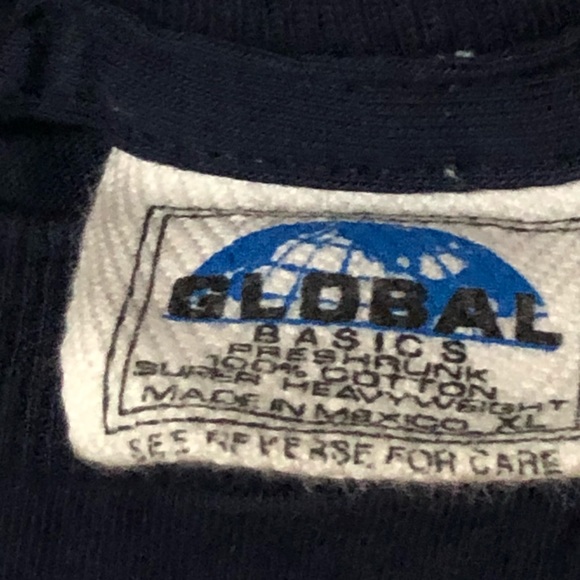 GLOBAL
BASICS
PRESHRUNK
100% COTTON
SUPER HEAVYWEIGHT
MADE IN MEXICO XL
SEE REVERSE FOR CARE